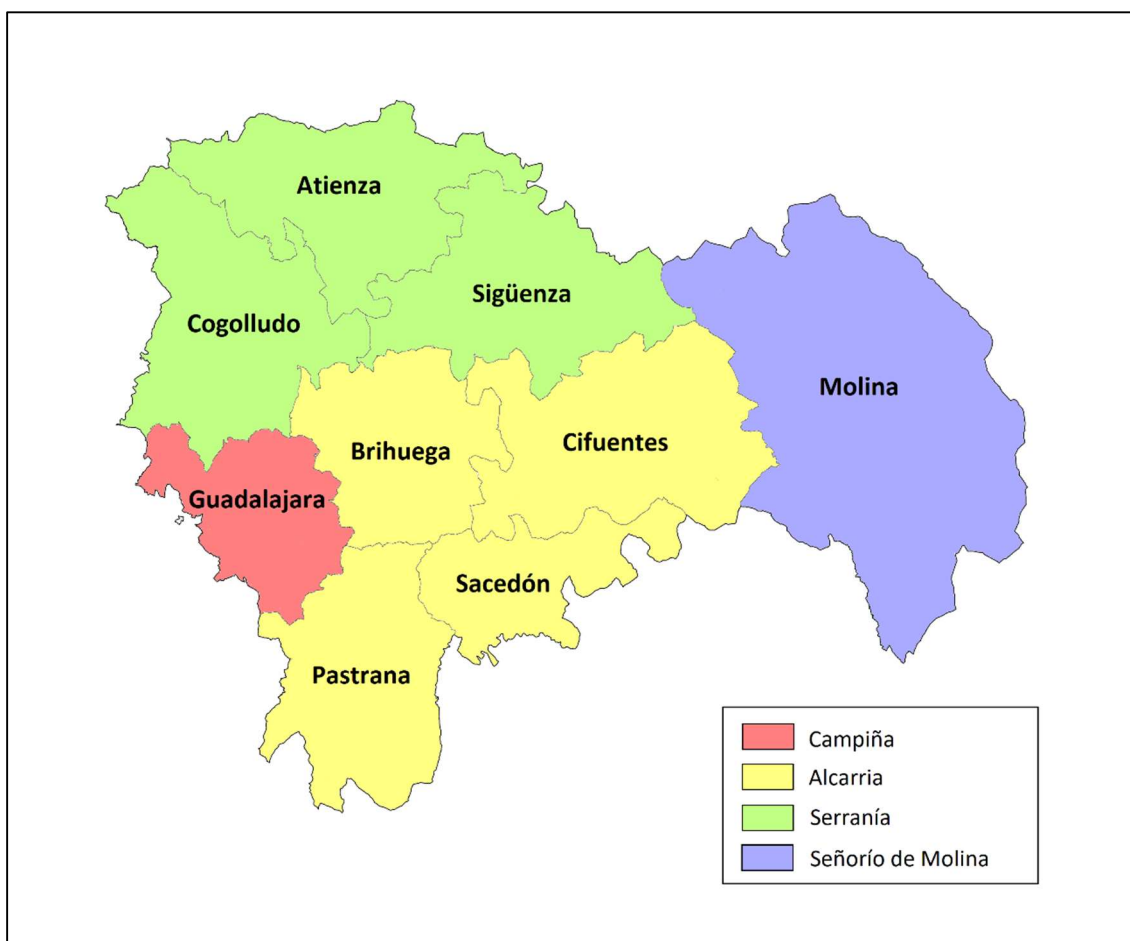 Atienza
Sigüenza
Cogolludo
Molina
Brihuega
Cifuentes
Guadalajara
Sacedón
Pastrana
Campiña
Alcarria
Serranía
Señorío de Molina